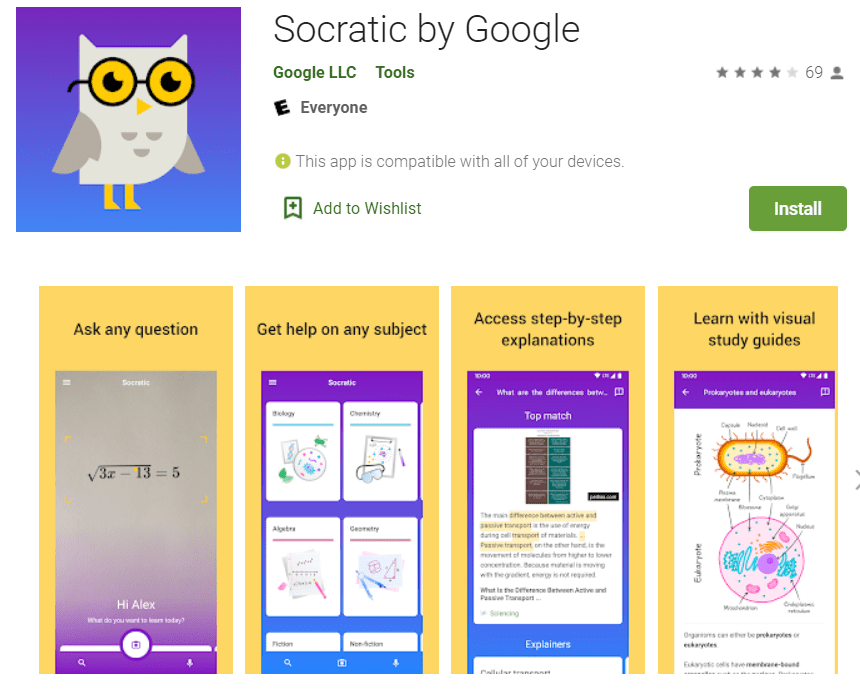 Socratic by Google
Google LLC Tools
69
E Everyone
This app is compatible with all of your devices.
Add to Wishlist
Install
Ask any question
Socratic
√3x − 13 = 5
Hi Alex
What do you want to learn today?
Get help on any subject
Socratic
Biology
Chemistry
Algebra
Geometry
Fiction
Non-fiction
Access step-by-step
explanations
10:00
LTE
What are the differences betw...
Top match
The main difference between active and
passive transport is the use of energy
during cell transport of materials. ...
Passive transport, on the other hand, is the
movement of molecules from higher to lower
concentration. Because material is moving
with the gradient, energy is not required.
What Is the Difference Between Active and
Passive Transport ...
Sciencing
Explainers
Cellular transport
Learn with visual
study guides
10:00
LTE
Prokaryotes and eukaryotes
Prokaryote
Capsule
Nucleoid
Cell wall
Flagellum
Plasma
membrane
Ribosome
Cytoplasm
Golgi
apparatus
Nucleus
Eukaryote
Mitochondrion
Endoplasmic
reticulum
Organisms can either be prokaryotes or
eukaryotes.
Eukaryotic cells have membrane-bound